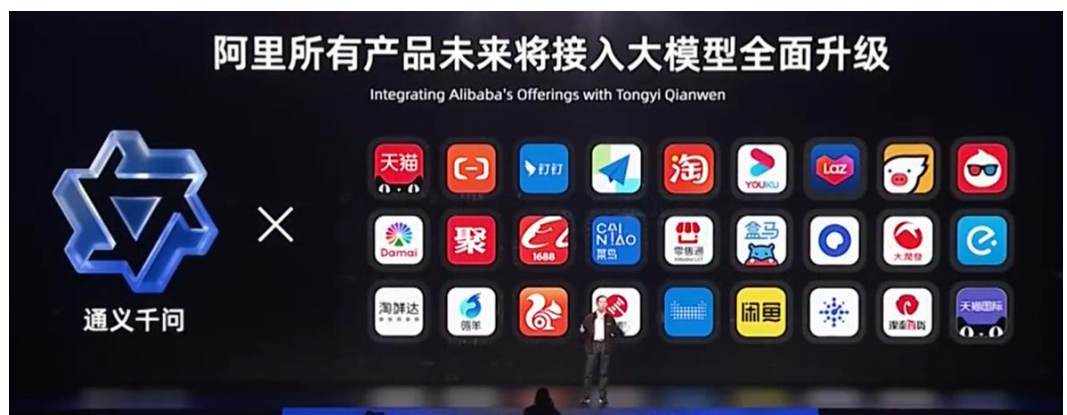 阿里所有产品未来将接入大模型全面升级
Integrating Alibaba's Offerings with Tongyi Qianwen
天猫
钉钉
淘
YOUKU
Laz
Damai
聚
1688
CAI
NIAO
菜鸟
零售通
盒马
大潤發
淘鲜达
闲鱼
天猫国际
通义千问